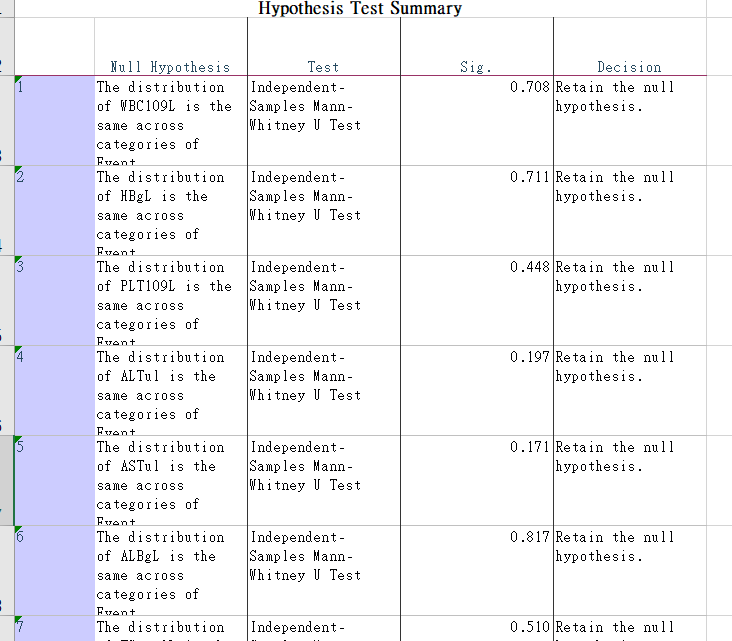 Hypothesis Test Summary
Null Hypothesis Test Sig. Decision
1 The distribution Independent- 0.708 Retain the null
of WBC109L is the Samples Mann- hypothesis.
same across Whitney U Test
categories of
Event
2 The distribution Independent- 0.711 Retain the null
of HBgL is the Samples Mann- hypothesis.
same across Whitney U Test
categories of
Event
3 The distribution Independent- 0.448 Retain the null
of PLT109L is the Samples Mann- hypothesis.
same across Whitney U Test
categories of
Event
4 The distribution Independent- 0.197 Retain the null
of ALTul is the Samples Mann- hypothesis.
same across Whitney U Test
categories of
Event
5 The distribution Independent- 0.171 Retain the null
of ASTul is the Samples Mann- hypothesis.
same across Whitney U Test
categories of
Event
6 The distribution Independent- 0.817 Retain the null
of ALBgL is the Samples Mann- hypothesis.
same across Whitney U Test
categories of
Event
7 The distribution Independent- 0.510 Retain the null